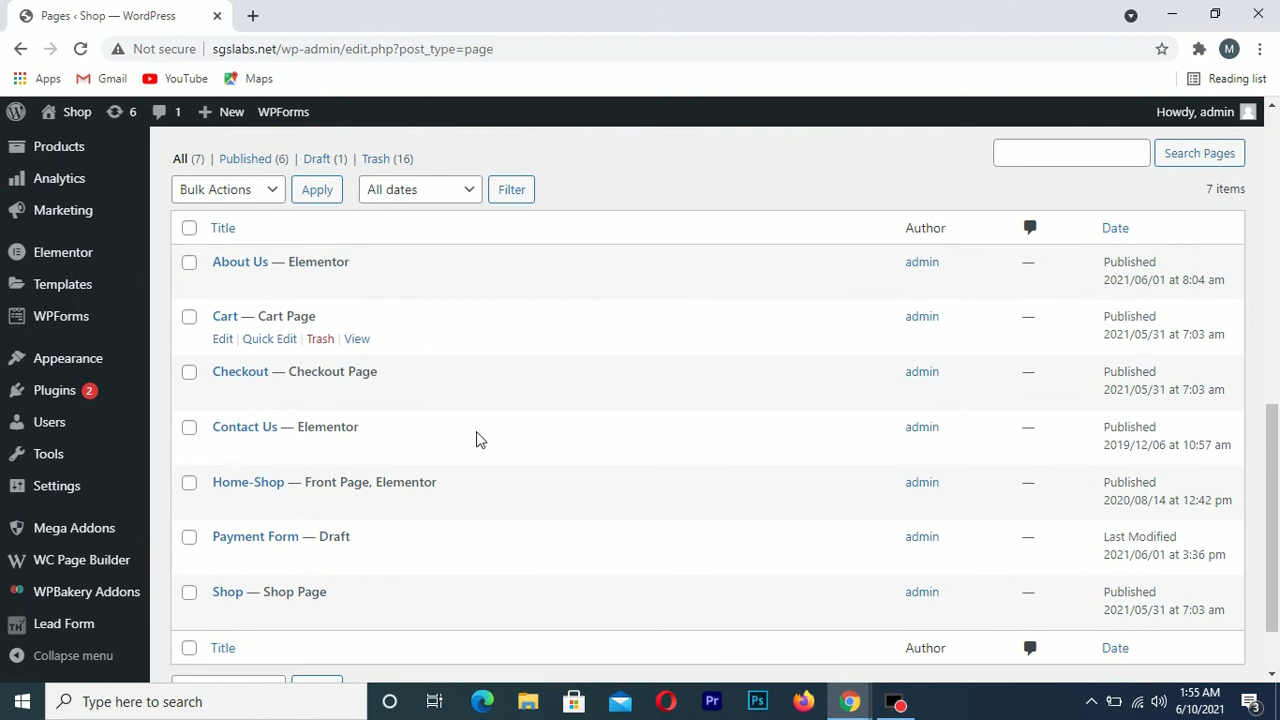 Pages ‹ Shop — WordPress
Not secure sgslabs.net/wp-admin/edit.php?post_type=page M
Apps Gmail YouTube Maps Reading list
Shop 6 1 New WPForms Howdy, admin
Products
Analytics
Marketing
Elementor
Templates
WPForms
Appearance
Plugins 2
Users
Tools
Settings
Mega Addons
WC Page Builder
WPBakery Addons
Lead Form
Collapse menu
All (7) | Published (6) | Draft (1) | Trash (16) Search Pages
Bulk Actions Apply All dates Filter 7 items
Title Author Date
About Us — Elementor admin — Published
2021/06/01 at 8:04 am
Cart — Cart Page admin — Published
Edit | Quick Edit | Trash | View 2021/05/31 at 7:03 am
Checkout — Checkout Page admin — Published
2021/05/31 at 7:03 am
Contact Us — Elementor admin — Published
2019/12/06 at 10:57 am
Home-Shop — Front Page, Elementor admin — Published
2020/08/14 at 12:42 pm
Payment Form — Draft admin — Last Modified
2021/06/01 at 3:36 pm
Shop — Shop Page admin — Published
2021/05/31 at 7:03 am
Title Author Date
Type here to search Pr Ps 1:55 AM
6/10/2021 3